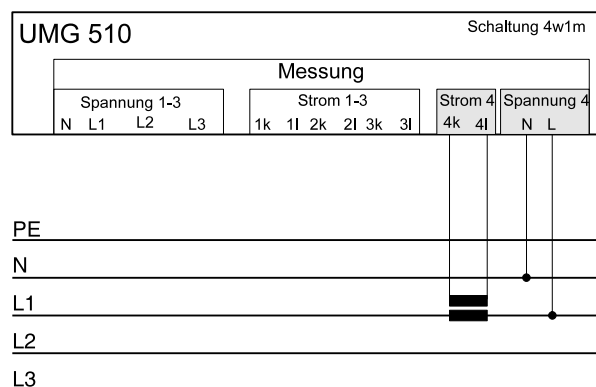 UMG 510
Schaltung 4w1m
Messung
Spannung 1-3
Strom 1-3
Strom 4
Spannung 4
N L1 L2 L3
1k 1l 2k 2l 3k 3l
4k 4l
N L
PE
N
L1
L2
L3